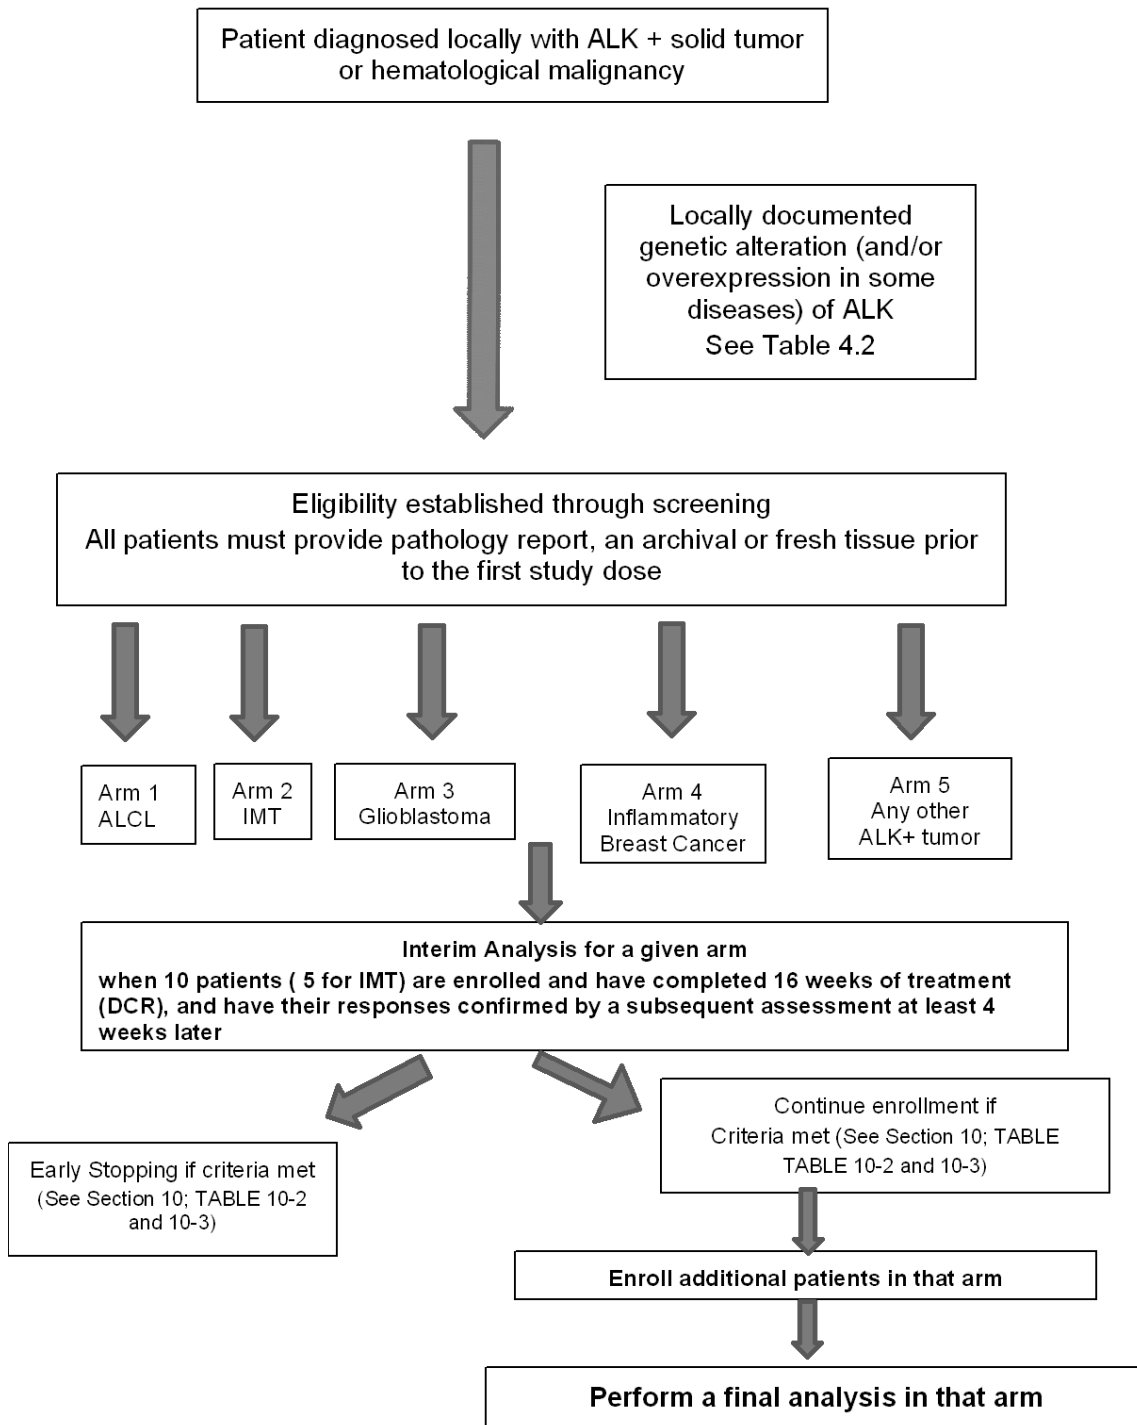 Patient diagnosed locally with ALK + solid tumor
or hematological malignancy
Locally documented
genetic alteration (and/or
overexpression in some
diseases) of ALK
See Table 4.2
Eligibility established through screening
All patients must provide pathology report, an archival or fresh tissue prior
to the first study dose
Arm 1
ALCL
Arm 2
IMT
Arm 3
Glioblastoma
Arm 4
Inflammatory
Breast Cancer
Arm 5
Any other
ALK+ tumor
Interim Analysis for a given arm
when 10 patients ( 5 for IMT) are enrolled and have completed 16 weeks of treatment
(DCR), and have their responses confirmed by a subsequent assessment at least 4
weeks later
Early Stopping if criteria met
(See Section 10; TABLE 10-2
and 10-3)
Continue enrollment if
Criteria met (See Section 10; TABLE
TABLE 10-2 and 10-3)
Enroll additional patients in that arm
Perform a final analysis in that arm